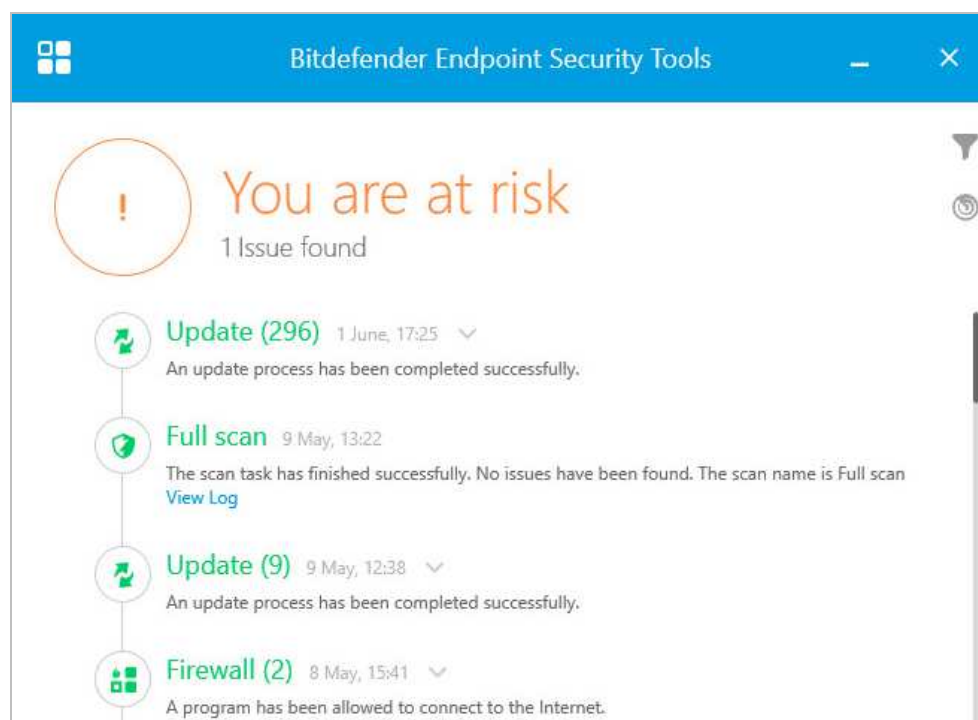 Bitdefender Endpoint Security Tools
You are at risk
1 Issue found
Update (296) 1 June, 17:25
An update process has been completed successfully.
Full scan 9 May, 13:22
The scan task has finished successfully. No issues have been found. The scan name is Full scan
View Log
Update (9) 9 May, 12:38
An update process has been completed successfully.
Firewall (2) 8 May, 15:41
A program has been allowed to connect to the Internet.